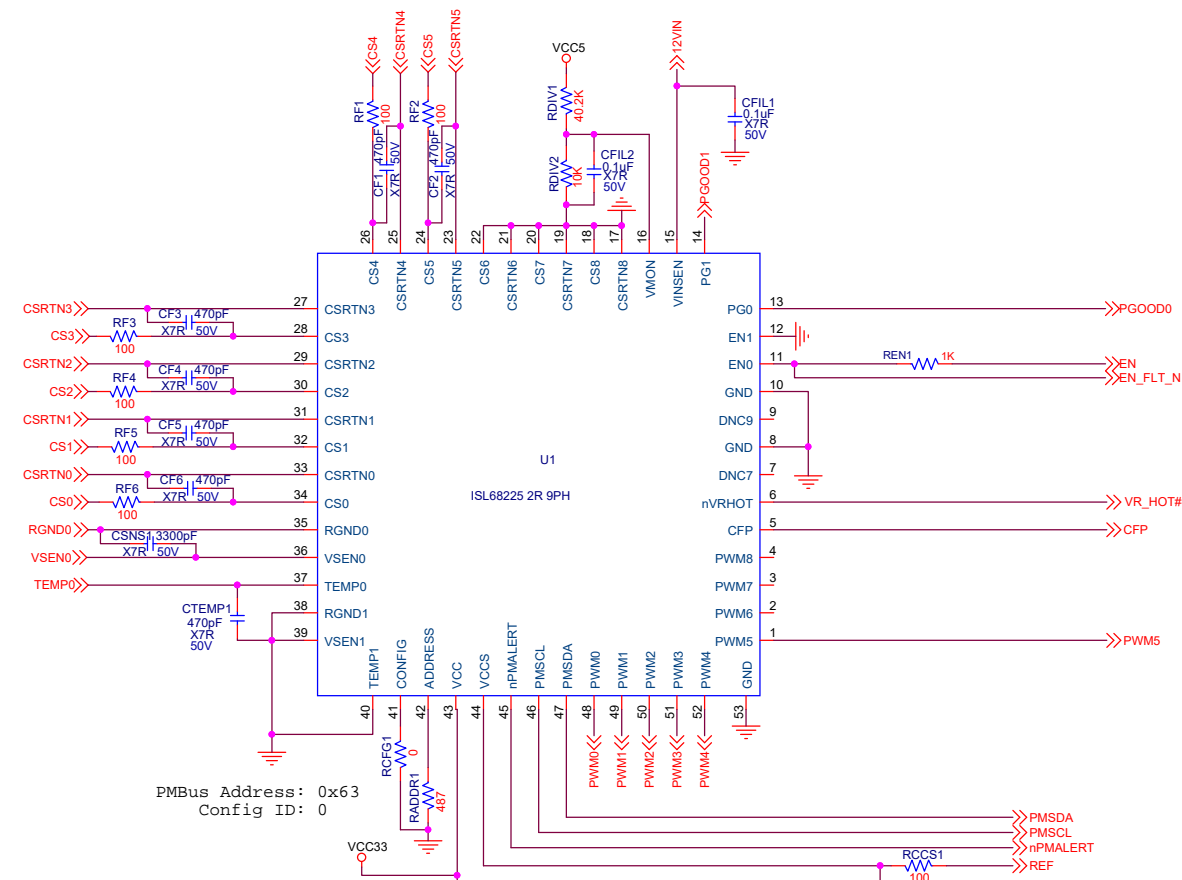 CS4
CSRTN4
CS5
CSRTN5
VCC5
12VIN
RF1
100
RF2
100
RDIV1
40.2K
CFIL1
0.1uF
X7R
50V
CF1
470pF
X7R
50V
CF2
470pF
X7R
50V
RDIV2
10K
CFIL2
0.1uF
X7R
50V
PGOOD1
26
25
24
23
22
21
20
19
18
17
16
15
14
CS4
CSRTN4
CS5
CSRTN5
CS6
CSRTN6
CS7
CSRTN7
CS8
CSRTN8
VMON
VINSEN
PG1
CSRTN3
27
CSRTN3
CF3
470pF
X7R
50V
RF3
100
CS3
28
CS3
CSRTN2
29
CSRTN2
CF4
470pF
X7R
50V
RF4
100
CS2
30
CS2
CSRTN1
31
CSRTN1
CF5
470pF
X7R
50V
RF5
100
CS1
32
CS1
CSRTN0
33
CSRTN0
CF6
470pF
X7R
50V
RF6
100
CS0
34
CS0
RGND0
35
RGND0
CSNS1
3300pF
X7R
50V
VSEN0
36
VSEN0
TEMP0
37
TEMP0
CTEMP1
470pF
X7R
50V
38
RGND1
39
VSEN1
U1
ISL68225 2R 9PH
PG0
13
PGOOD0
EN1
12
EN0
11
REN1
1K
EN
EN_FLT_N
GND
10
DNC9
9
GND
8
DNC7
7
nVRHOT
6
VR_HOT#
CFP
5
CFP
PWM8
4
PWM7
3
PWM6
2
PWM5
1
PWM5
TEMP1
CONFIG
ADDRESS
VCC
VCCS
nPMALERT
PMSCL
PMSDA
PWM0
PWM1
PWM2
PWM3
PWM4
GND
40
41
42
43
44
45
46
47
48
49
50
51
52
53
PWM0
PWM1
PWM2
PWM3
PWM4
RCFG1
0
RADDR1
487
PMBus Address: 0x63
Config ID: 0
VCC33
PMSDA
PMSCL
nPMALERT
RCCS1
100
REF